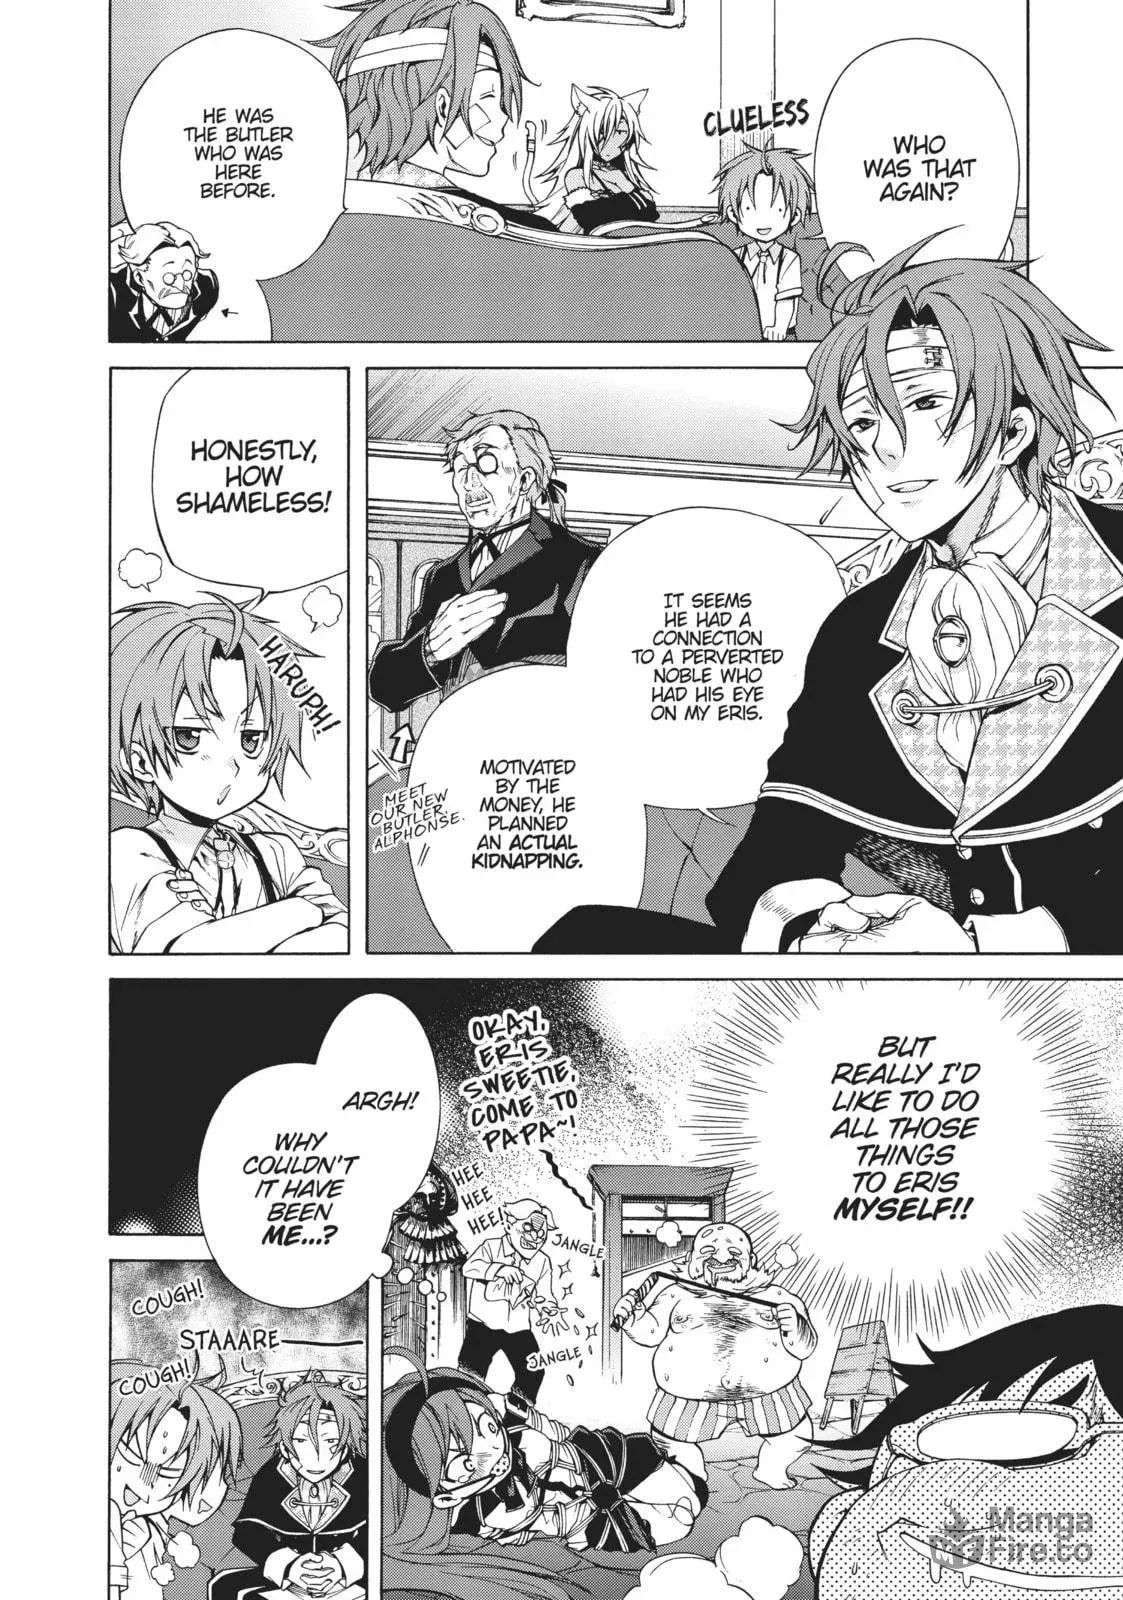 WHO
WAS THAT
AGAIN?
CLUELESS
HE WAS
THE BUTLER
WHO WAS
HERE
BEFORE.
IT SEEMS
HE HAD A
CONNECTION
TO A PERVERTED
NOBLE WHO
HAD HIS EYE
ON MY ERIS.
MOTIVATED
BY THE
MONEY, HE
PLANNED
AN ACTUAL
KIDNAPPING.
MEET
OUR NEW
BUTLER,
ALPHONSE.
HONESTLY,
HOW
SHAMELESS!
HARUPH!
BUT
REALLY I'D
LIKE TO DO
ALL THOSE
THINGS
TO ERIS
MYSELF!!
OKAY,
ERIS
SWEETIE,
COME TO
PAPA~!
HEE
HEE
HEE!
JANGLE
JANGLE
ARGH!
WHY
COULDN'T
IT HAVE
BEEN
ME...?
COUGH!
STAAARE
COUGH!
Manga
Fire.to